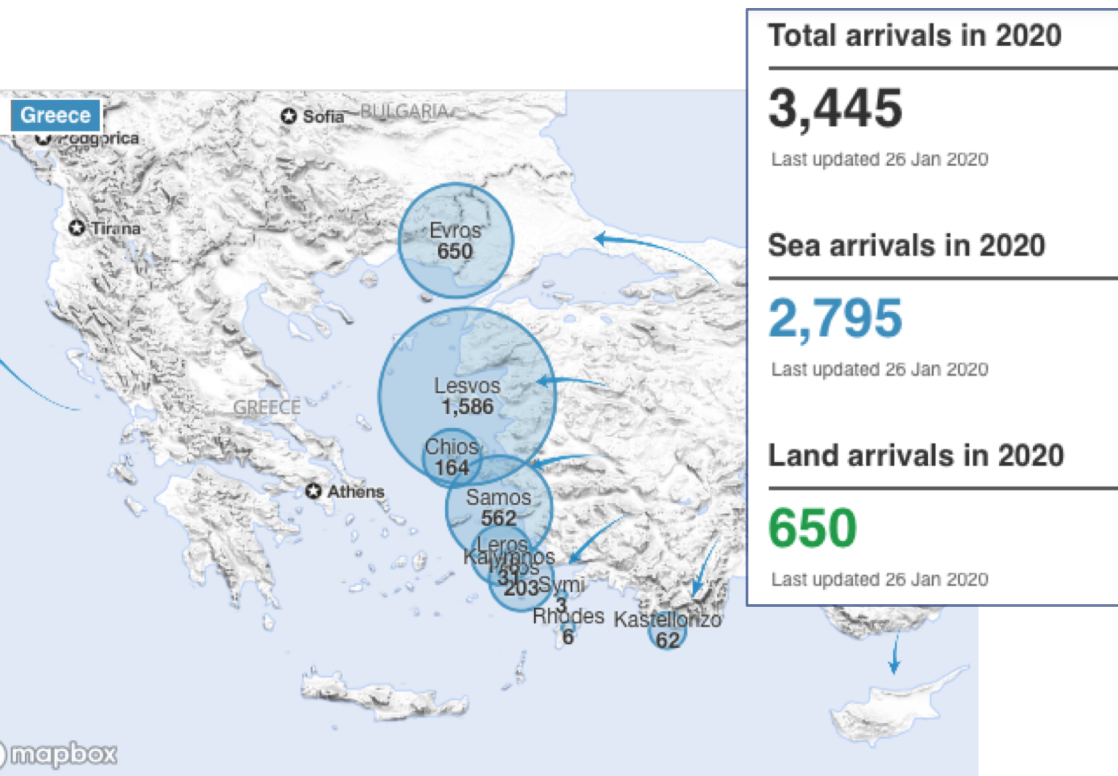 Total arrivals in 2020
3,445
Last updated 26 Jan 2020
Sea arrivals in 2020
2,795
Last updated 26 Jan 2020
Land arrivals in 2020
650
Last updated 26 Jan 2020
Greece
Podgorica
Sofia
BULGARIA
Tirana
Evros
650
Lesvos
1,586
GREECE
Chios
164
Athens
Samos
562
Leros
Kalymnos
31
203
Symi
3
Rhodes
6
Kastellorizo
62
mapbox